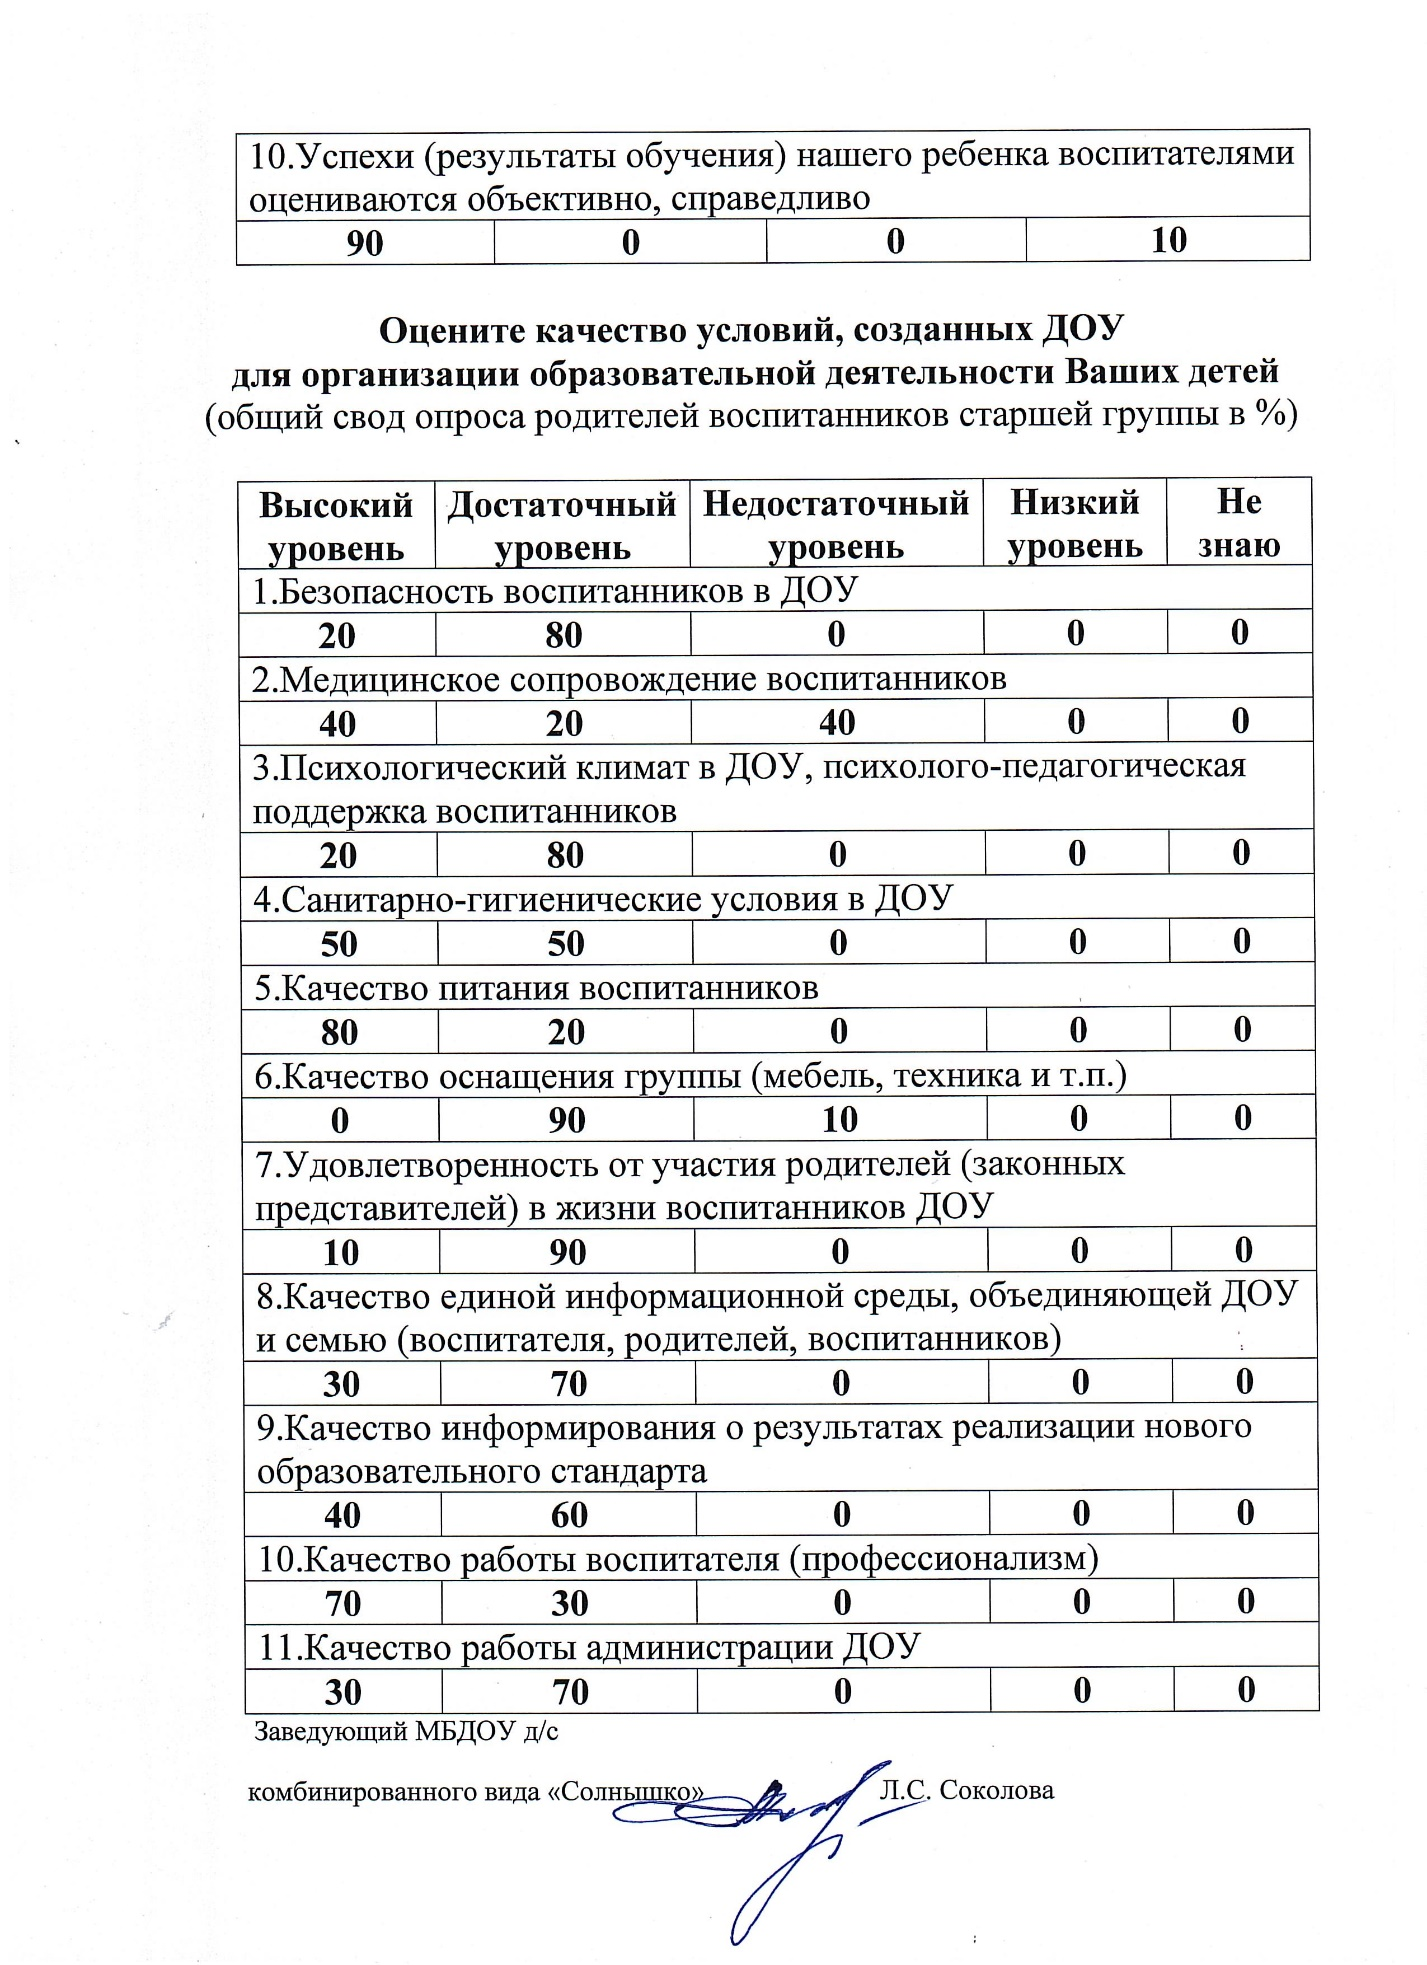 10.Успехи (результаты обучения) нашего ребенка воспитателями
оцениваются объективно, справедливо
90 0 0 10
Оцените качество условий, созданных ДОУ
для организации образовательной деятельности Ваших детей
(общий свод опроса родителей воспитанников старшей группы в %)
Высокий Достаточный Недостаточный Низкий Не
уровень уровень уровень уровень знаю
1.Безопасность воспитанников в ДОУ
20 80 0 0 0
2.Медицинское сопровождение воспитанников
40 20 40 0 0
3.Психологический климат в ДОУ, психолого-педагогическая
поддержка воспитанников
20 80 0 0 0
4.Санитарно-гигиенические условия в ДОУ
50 50 0 0 0
5.Качество питания воспитанников
80 20 0 0 0
6.Качество оснащения группы (мебель, техника и т.п.)
0 90 10 0 0
7.Удовлетворенность от участия родителей (законных
представителей) в жизни воспитанников ДОУ
10 90 0 0 0
8.Качество единой информационной среды, объединяющей ДОУ
и семью (воспитателя, родителей, воспитанников)
30 70 0 0 0
9.Качество информирования о результатах реализации нового
образовательного стандарта
40 60 0 0 0
10.Качество работы воспитателя (профессионализм)
70 30 0 0 0
11.Качество работы администрации ДОУ
30 70 0 0 0
Заведующий МБДОУ д/с
комбинированного вида «Солнышко» Л.С. Соколова